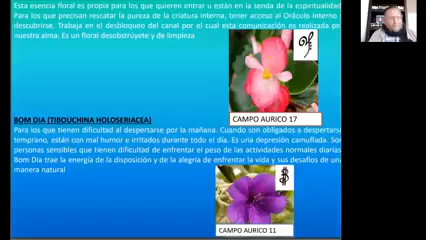 Esta esencia floral es propia para los que quieren entrar u están en la senda de la espiritualidad
Para los que precisan rescatar la pureza de la criatura interna, tener acceso al Oráculo Interno
descubrirse. Trabaja en el desbloqueo del canal por el cual esta comunicación es realizada po
nuestra alma. Es un floral desobstrúyete y de limpieza
CAMPO AURICO 17
BOM DIA (TIBOUCHINA HOLOSERIACEA)
Para los que tienen dificultad al despertarse por la mañana. Cuando son obligados a despertarse
temprano, están con mal humor e irritados durante todo el día. Es una depresión camuflada. Son
personas sensibles que tienen dificultad de enfrentar el peso de las actividades normales diarias
Bom Dia trae la energía de la disposición y de la alegría de enfrentar la vida y sus desafíos de una
manera natural
CAMPO AURICO 11